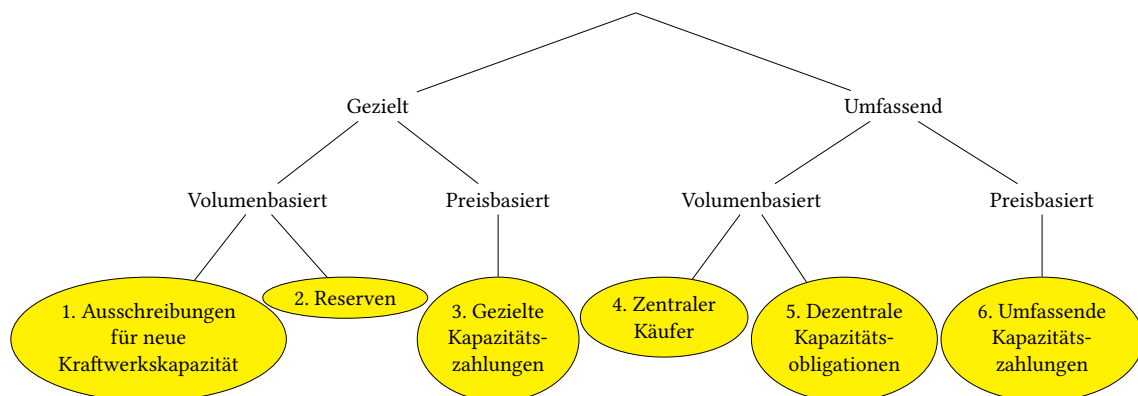 Gezielt
Umfassend
Volumenbasiert
Preisbasiert
Volumenbasiert
Preisbasiert
1. Ausschreibungen
für neue
Kraftwerkskapazität
2. Reserven
3. Gezielte
Kapazitäts-
zahlungen
4. Zentraler
Käufer
5. Dezentrale
Kapazitäts-
obligationen
6. Umfassende
Kapazitäts-
zahlungen